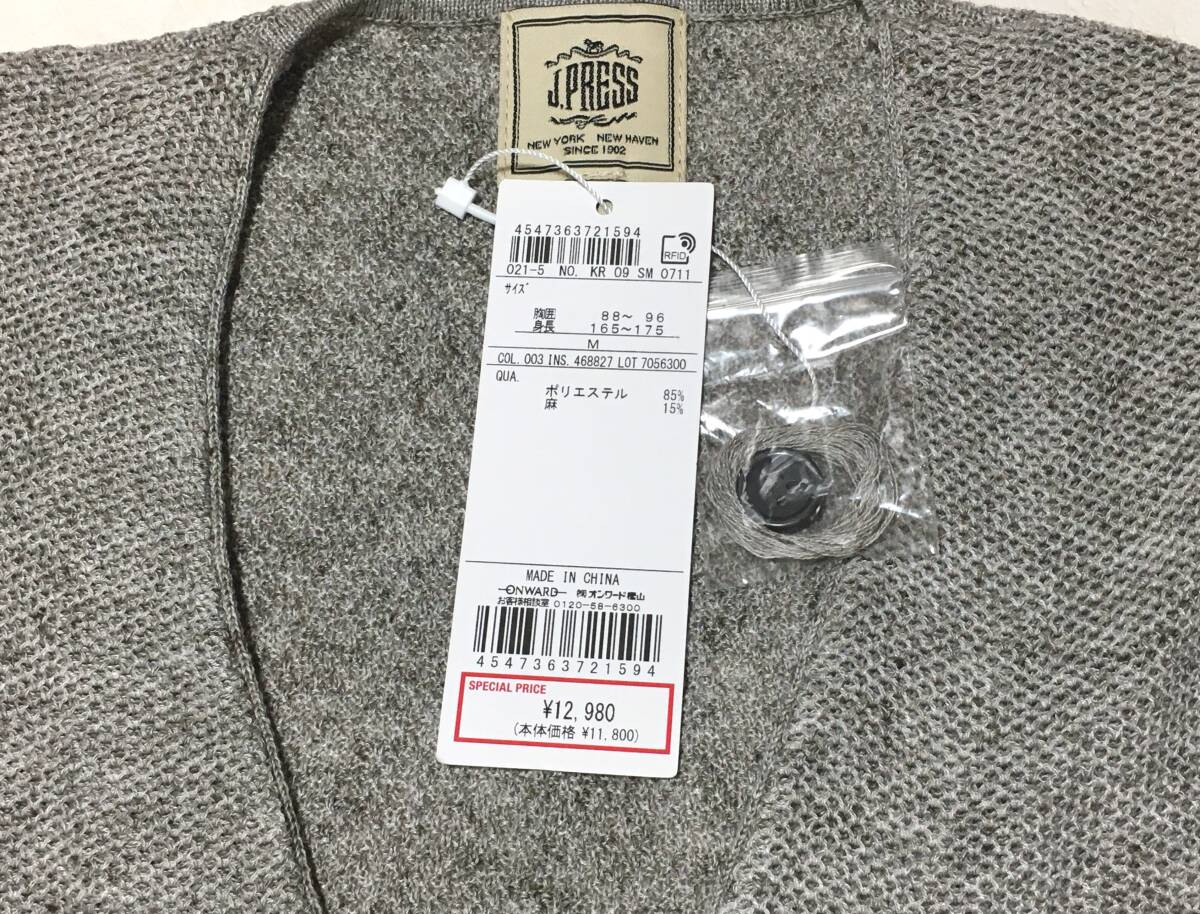 J.PRESS
NEW YORK NEW HAVEN
SINCE 1902
4547363721594
RFID
021-5 NO. KR 09 SM 0711
サイズ
胸囲 88～ 96
身長 165～175
M
COL. 003 INS. 468827 LOT 7056300
QUA.
ポリエステル 85%
麻 15%
MADE IN CHINA
ONWARD ㈱オンワード樫山
お客様相談室 0120-58-6300
4547363721594
SPECIAL PRICE
¥12,980
(本体価格 ¥11,800)